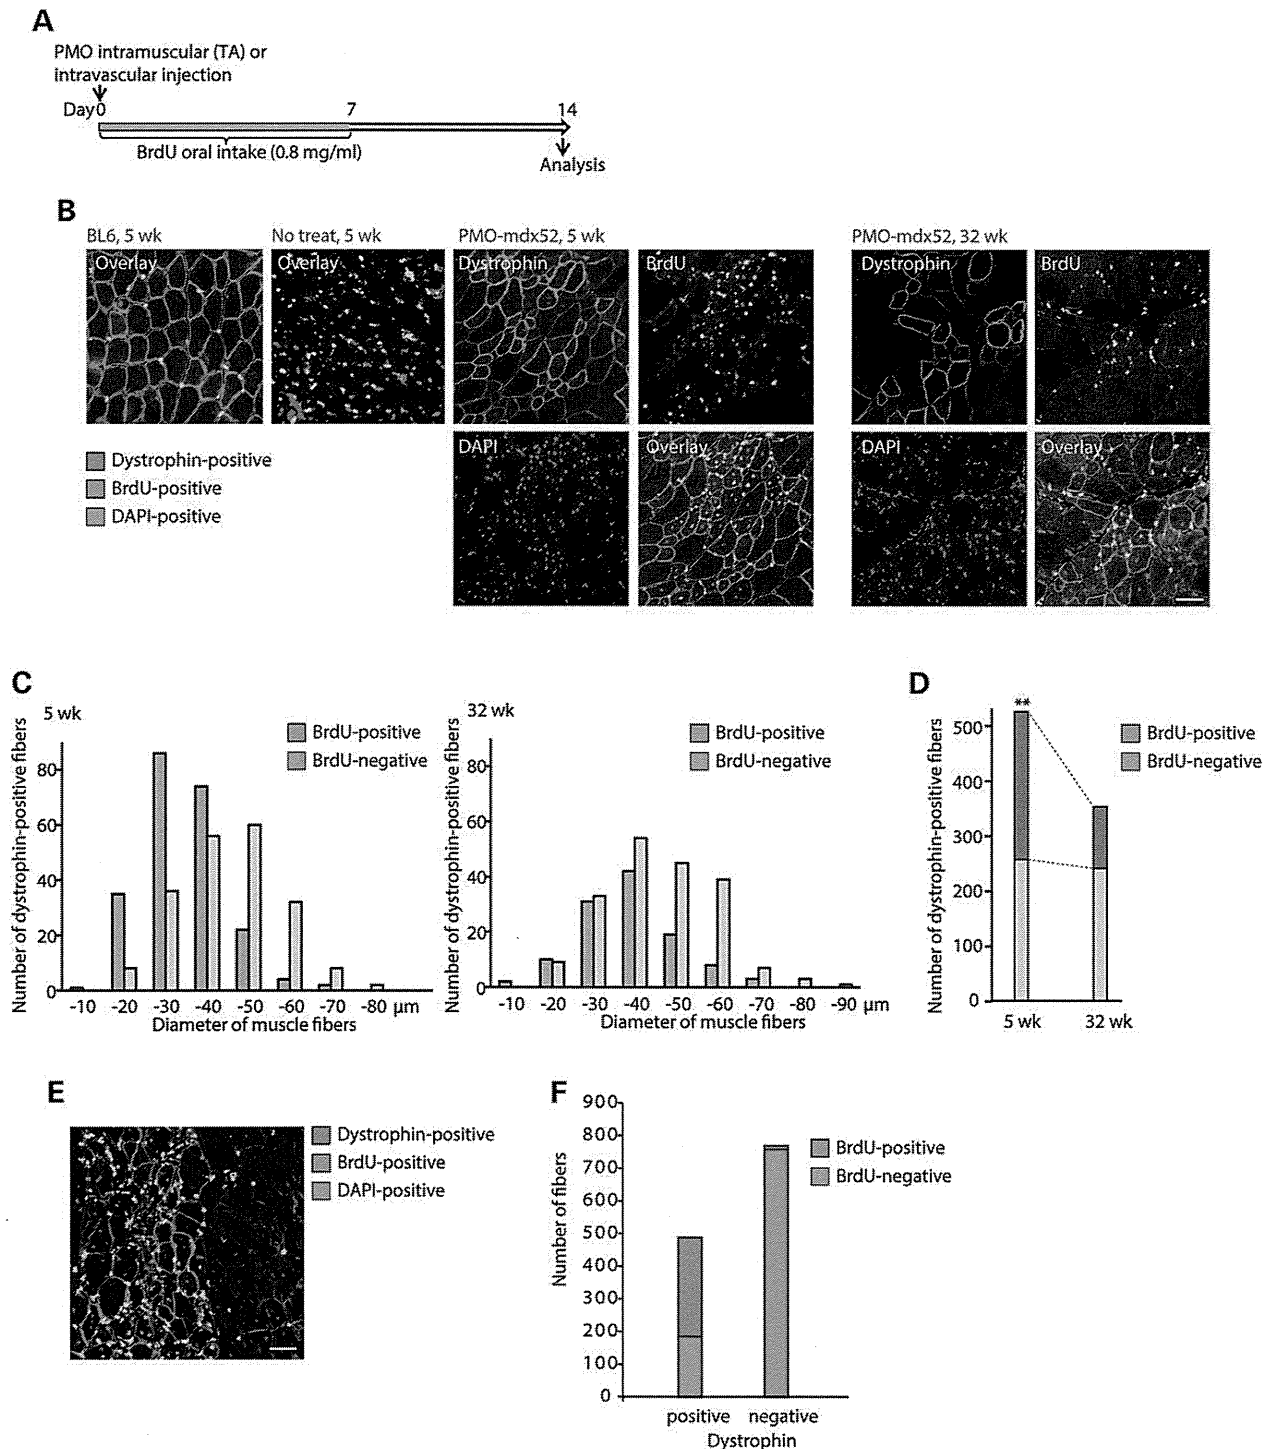 A
PMO intramuscular (TA) or
intravascular injection
Day 0 7 14
BrdU oral intake (0.8 mg/ml)
Analysis
B
BL6, 5 wk
No treat, 5 wk
PMO-mdx52, 5 wk
PMO-mdx52, 32 wk
Overlay
Overlay
Dystrophin
BrdU
Dystrophin
BrdU
DAPI
Overlay
DAPI
Overlay
Dystrophin-positive
BrdU-positive
DAPI-positive
C
5 wk
Number of dystrophin-positive fibers
80
60
40
20
0
-10 -20 -30 -40 -50 -60 -70 -80 μm
Diameter of muscle fibers
BrdU-positive
BrdU-negative
32 wk
Number of dystrophin-positive fibers
80
60
40
20
0
-10 -20 -30 -40 -50 -60 -70 -80 -90 μm
Diameter of muscle fibers
BrdU-positive
BrdU-negative
D
**
Number of dystrophin-positive fibers
500
400
300
200
100
0
5 wk 32 wk
BrdU-positive
BrdU-negative
E
Dystrophin-positive
BrdU-positive
DAPI-positive
F
Number of fibers
900
800
700
600
500
400
300
200
100
0
positive negative
Dystrophin
BrdU-positive
BrdU-negative